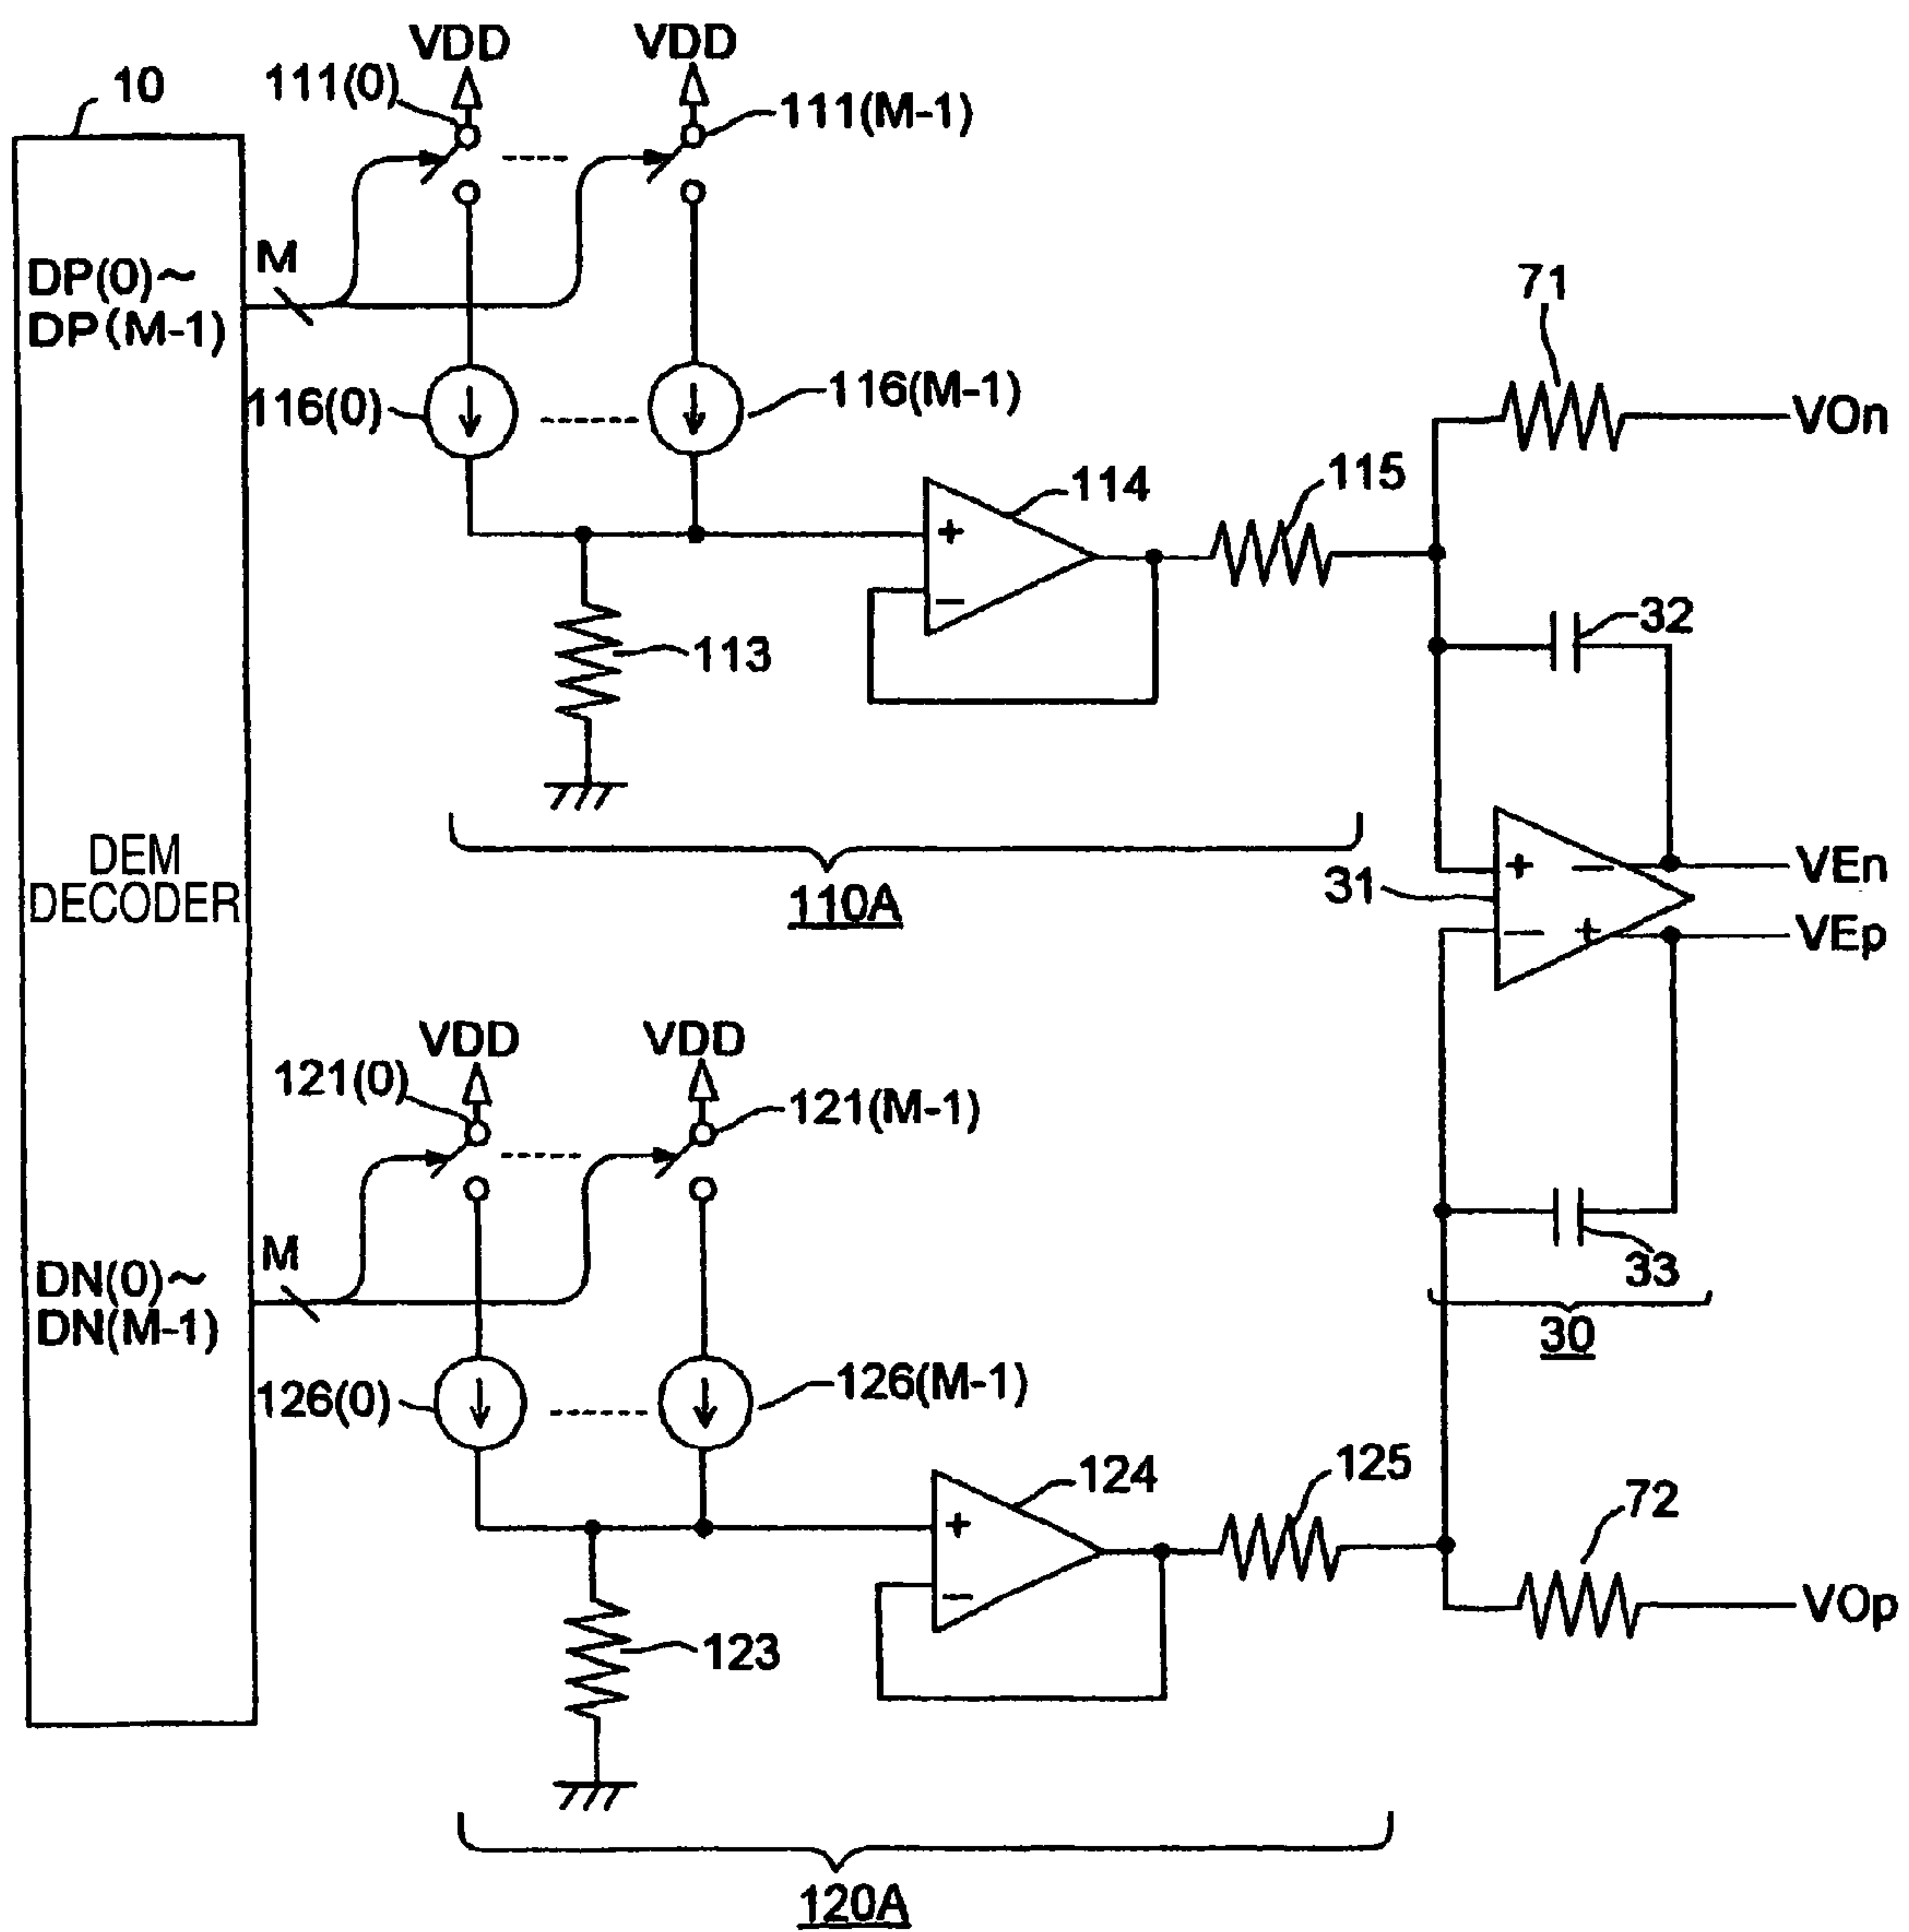 VDD
VDD
10
111(0)
111(M-1)
M
DP(0)~
DP(M-1)
71
116(0)
116(M-1)
VOn
114
115
+
−
32
113
DEM
DECODER
110A
31
+
−
VEn
−
+
VEp
VDD
VDD
121(0)
121(M-1)
M
DN(0)~
DN(M-1)
33
30
126(0)
126(M-1)
124
125
72
+
−
VOp
123
120A